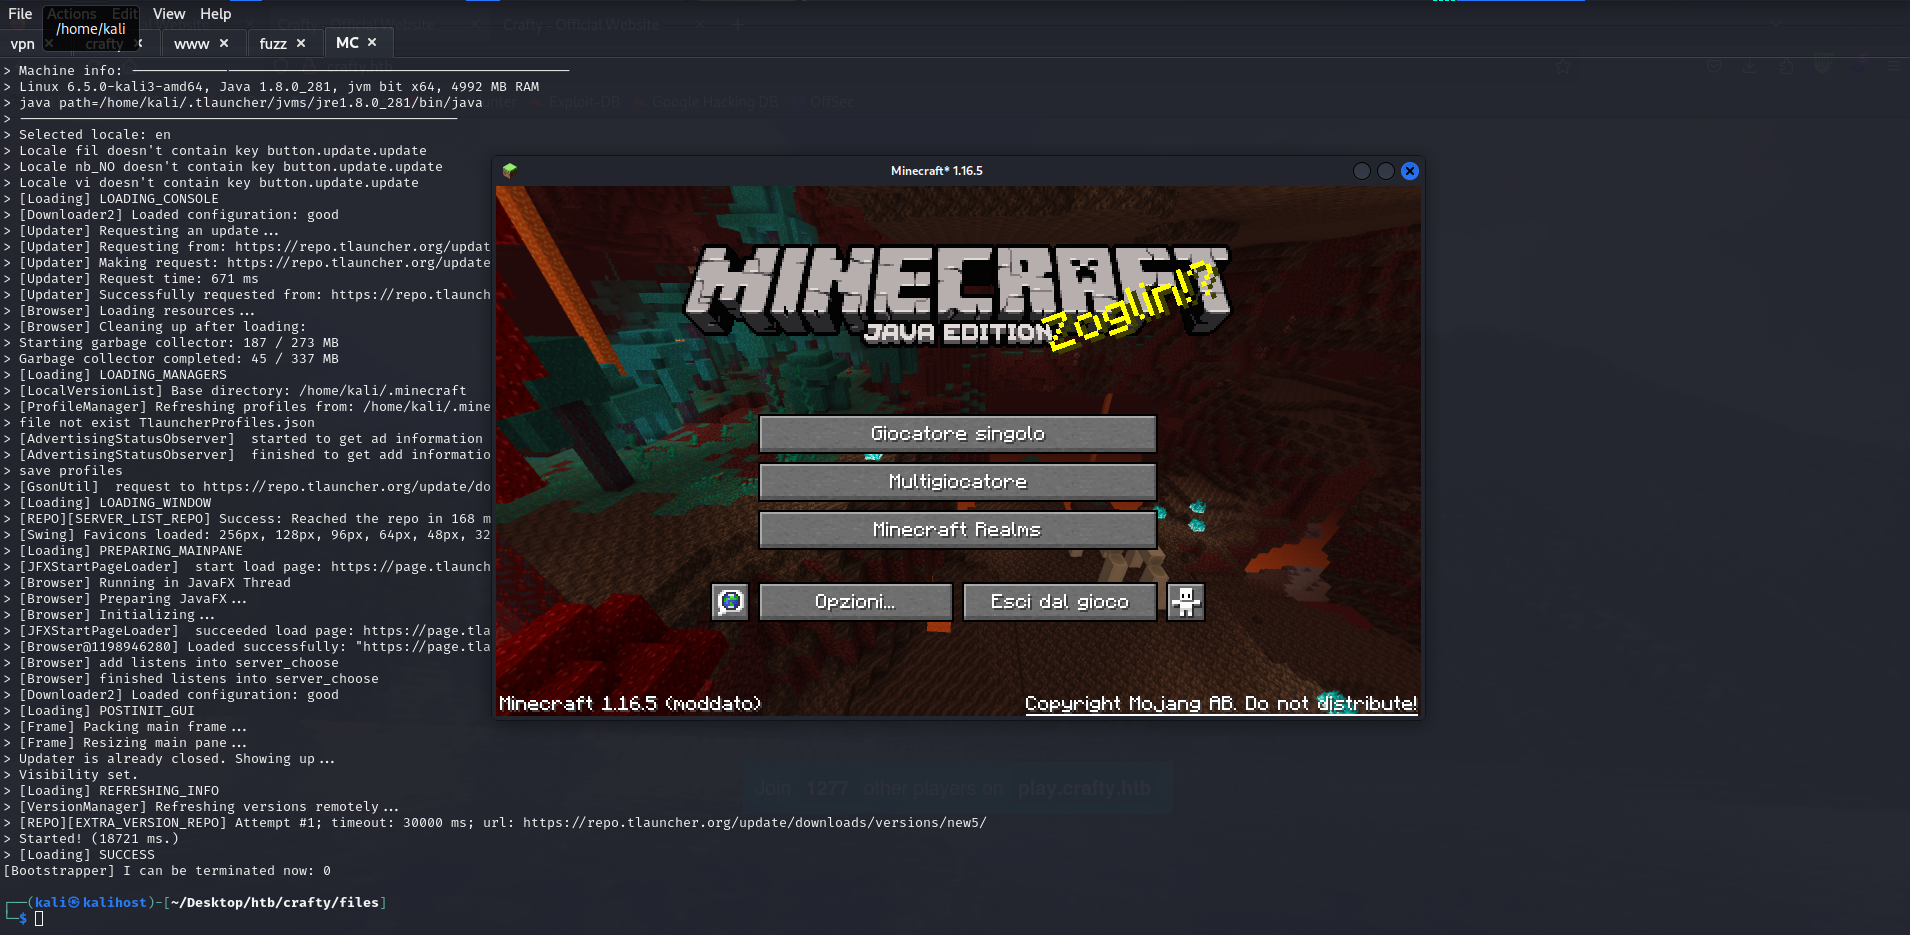 File Actions Edit View Help
/home/kali
vpn crafty www fuzz MC
Crafty - Official Website
> Machine info:
> Linux 6.5.0-kali3-amd64, Java 1.8.0_281, jvm bit x64, 4992 MB RAM
> java path=/home/kali/.tlauncher/jvms/jre1.8.0_281/bin/java
Exploit-DB Google Hacking DB OffSec
>
> Selected locale: en
> Locale fil doesn't contain key button.update.update
> Locale nb_NO doesn't contain key button.update.update
> Locale vi doesn't contain key button.update.update
> [Loading] LOADING_CONSOLE
> [Downloader2] Loaded configuration: good
> [Updater] Requesting an update...
> [Updater] Requesting from: https://repo.tlauncher.org/updat
> [Updater] Making request: https://repo.tlauncher.org/update
> [Updater] Request time: 671 ms
> [Updater] Successfully requested from: https://repo.tlaunch
> [Browser] Loading resources...
> [Browser] Cleaning up after loading:
> Starting garbage collector: 187 / 273 MB
> Garbage collector completed: 45 / 337 MB
> [Loading] LOADING_MANAGERS
> [LocalVersionList] Base directory: /home/kali/.minecraft
> [ProfileManager] Refreshing profiles from: /home/kali/.mine
> file not exist TlauncherProfiles.json
> [AdvertisingStatusObserver]  started to get ad information
> [AdvertisingStatusObserver]  finished to get add informatio
> save profiles
> [GsonUtil]  request to https://repo.tlauncher.org/update/do
> [Loading] LOADING_WINDOW
> [REPO][SERVER_LIST_REPO] Success: Reached the repo in 168 m
> [Swing] Favicons loaded: 256px, 128px, 96px, 64px, 48px, 32
> [Loading] PREPARING_MAINPANE
> [JFXStartPageLoader]  start load page: https://page.tlaunch
> [Browser] Running in JavaFX Thread
> [Browser] Preparing JavaFX...
> [Browser] Initializing...
> [JFXStartPageLoader]  succeeded load page: https://page.tla
> [Browser@1198946280] Loaded successfully: "https://page.tla
> [Browser] add listens into server_choose
> [Browser] finished listens into server_choose
> [Downloader2] Loaded configuration: good
> [Loading] POSTINIT_GUI
> [Frame] Packing main frame...
> [Frame] Resizing main pane...
> Updater is already closed. Showing up...
> Visibility set.
> [Loading] REFRESHING_INFO
> [VersionManager] Refreshing versions remotely...
> [REPO][EXTRA_VERSION_REPO] Attempt #1; timeout: 30000 ms; url: https://repo.tlauncher.org/update/downloads/versions/new5/
> Started! (18721 ms.)
> [Loading] SUCCESS
[Bootstrapper] I can be terminated now: 0
(kali㉿kalihost)-[~/Desktop/htb/crafty/files]
$
Minecraft* 1.16.5
MINECRAFT
JAVA EDITION
Zoglin!?
Giocatore singolo
Multigiocatore
Minecraft Realms
Opzioni... Esci dal gioco
Minecraft 1.16.5 (moddato) Copyright Mojang AB. Do not distribute!
Join 1277 other players on play.crafty.htb